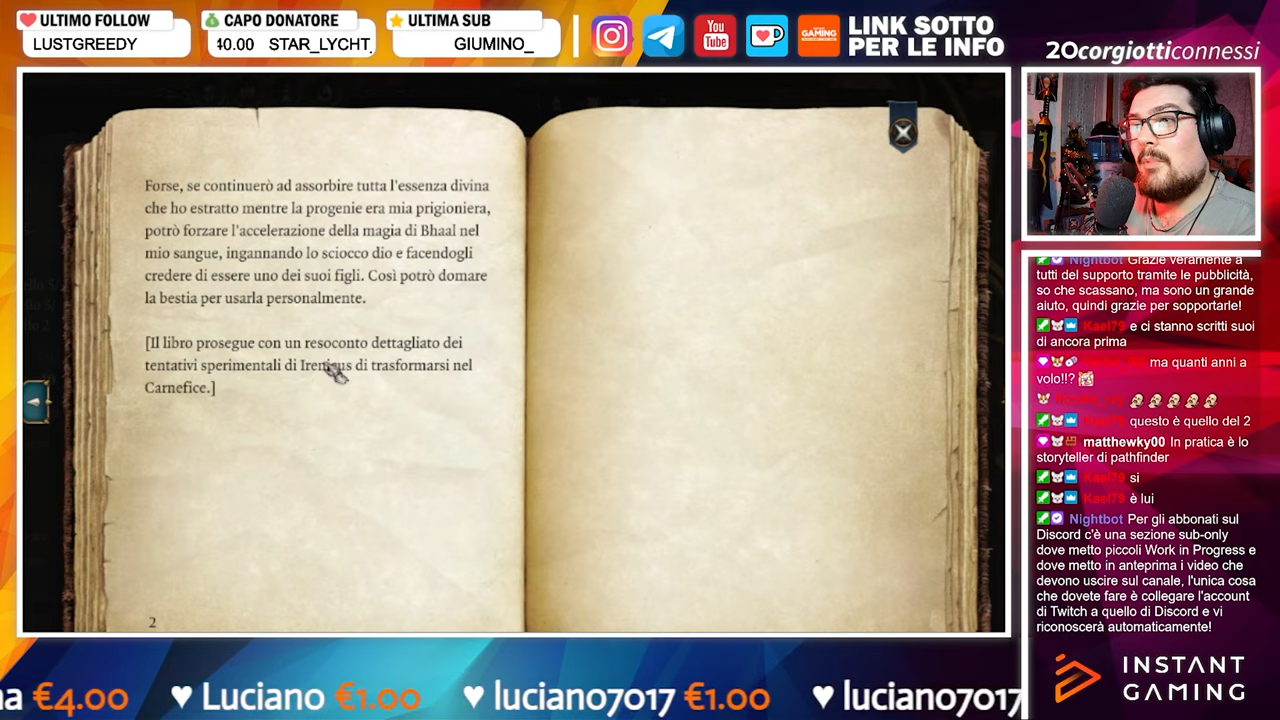 ULTIMO FOLLOW
LUSTGREEDY
CAPO DONATORE
STAR_LYCHT
ULTIMA SUB
GIUMINO_
You
Tube
GAMING
LINK SOTTO
PER LE INFO
20corgiotticonnessi
Forse, se continuerò ad assorbire tutta l'essenza divina
che ho estratto mentre la progenie era mia prigioniera,
potrò forzare l'accelerazione della magia di Bhaal nel
mio sangue, ingannando lo sciocco dio e facendogli
credere di essere uno dei suoi figli. Così potrò domare
la bestia per usarla personalmente.
[Il libro prosegue con un resoconto dettagliato dei
tentativi sperimentali di Irenicus di trasformarsi nel
Carnefice.]
2
Nightbot Grazie veramente a
tutti del supporto tramite le pubblicità,
so che scassano, ma sono un grande
aiuto, quindi grazie per sopportarle!
Kael79 e ci stanno scritti suoi
di ancora prima
ma quanti anni a
volo!!?
Kael79 questo è quello del 2
matthewky00 In pratica è lo
storyteller di pathfinder
Kael79 si
Kael79 è lui
Nightbot Per gli abbonati sul
Discord c'è una sezione sub-only
dove metto piccoli Work in Progress e
dove metto in anteprima i video che
devono uscire sul canale, l'unica cosa
che dovete fare è collegare l'account
di Twitch a quello di Discord e vi
riconoscerà automaticamente!
INSTANT
GAMING
a €4.00 ♥ Luciano €1.00 ♥ luciano7017 €1.00 ♥ luciano7017